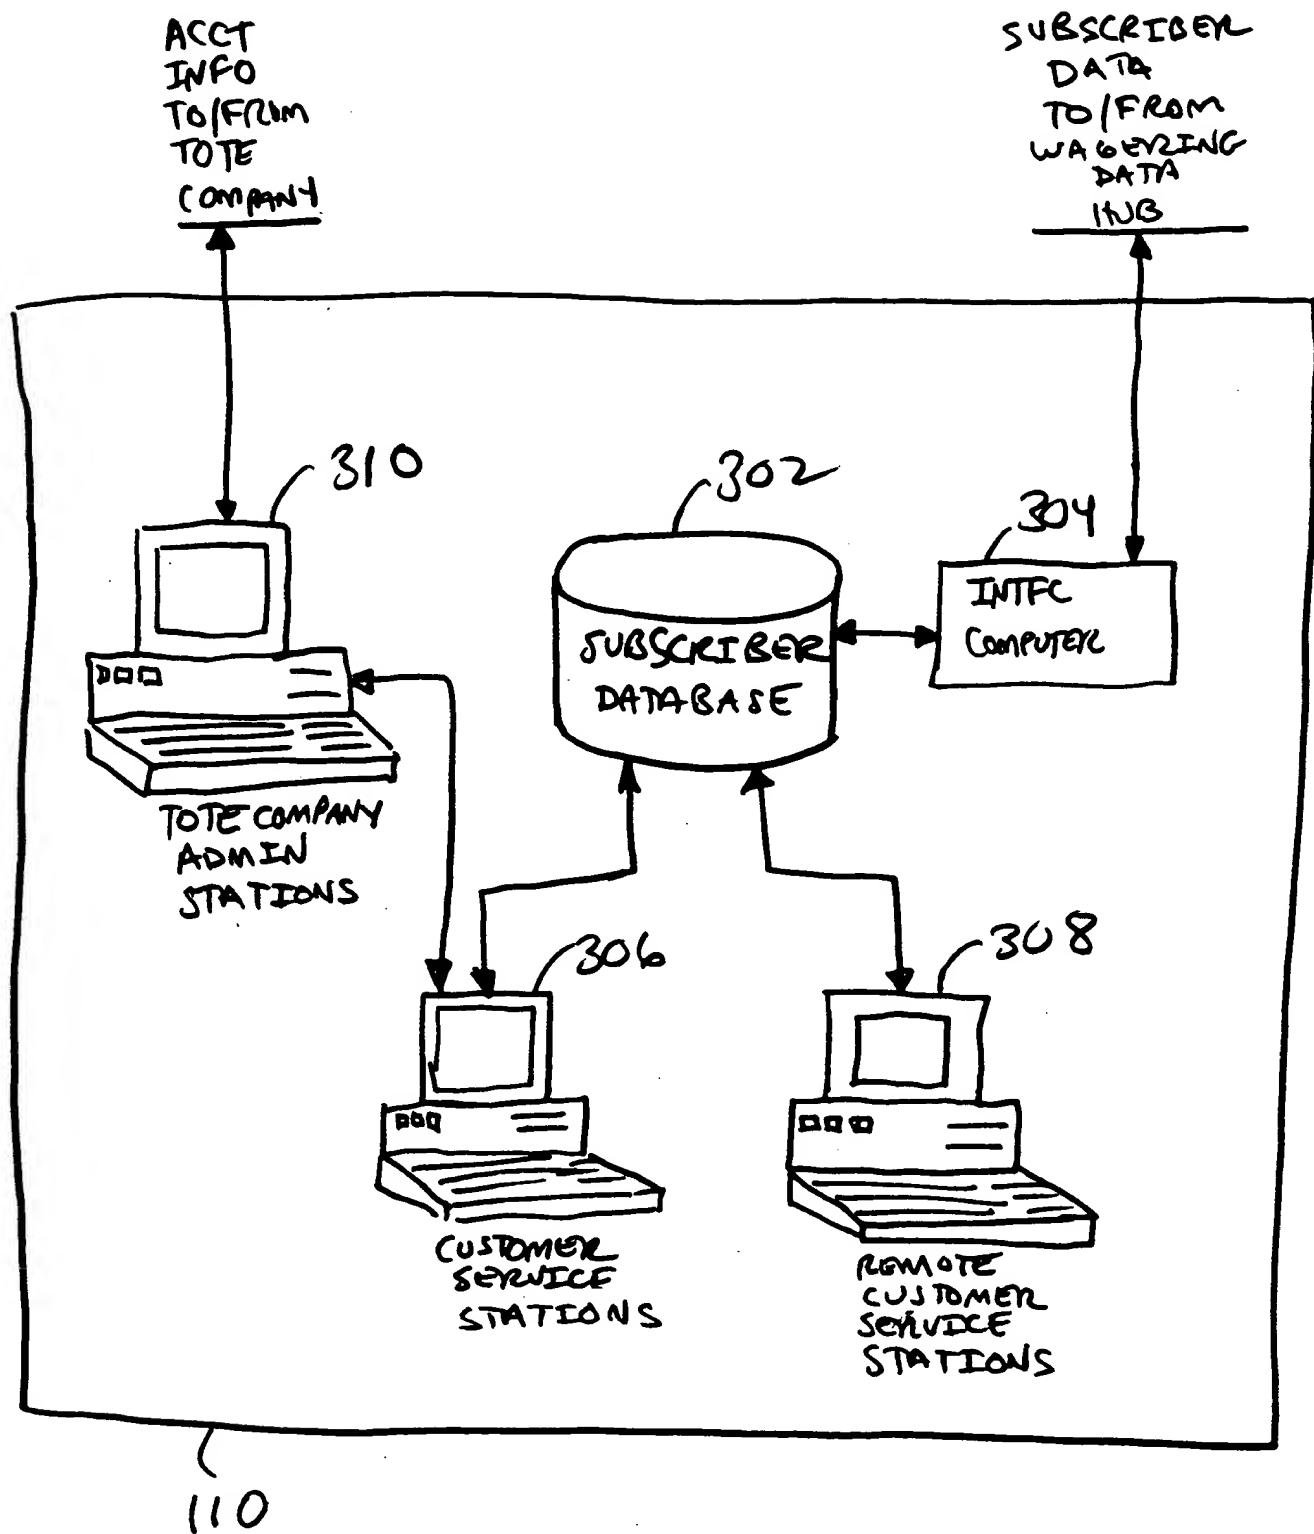 ACCT
INFO
TO/FROM
TOTE
COMPANY
SUBSCRIBER
DATA
TO/FROM
WAGERING
DATA
HUB
310
302
304
INTFC
COMPUTER
SUBSCRIBER
DATABASE
TOTE COMPANY
ADMIN
STATIONS
306
308
CUSTOMER
SERVICE
STATIONS
REMOTE
CUSTOMER
SERVICE
STATIONS
110